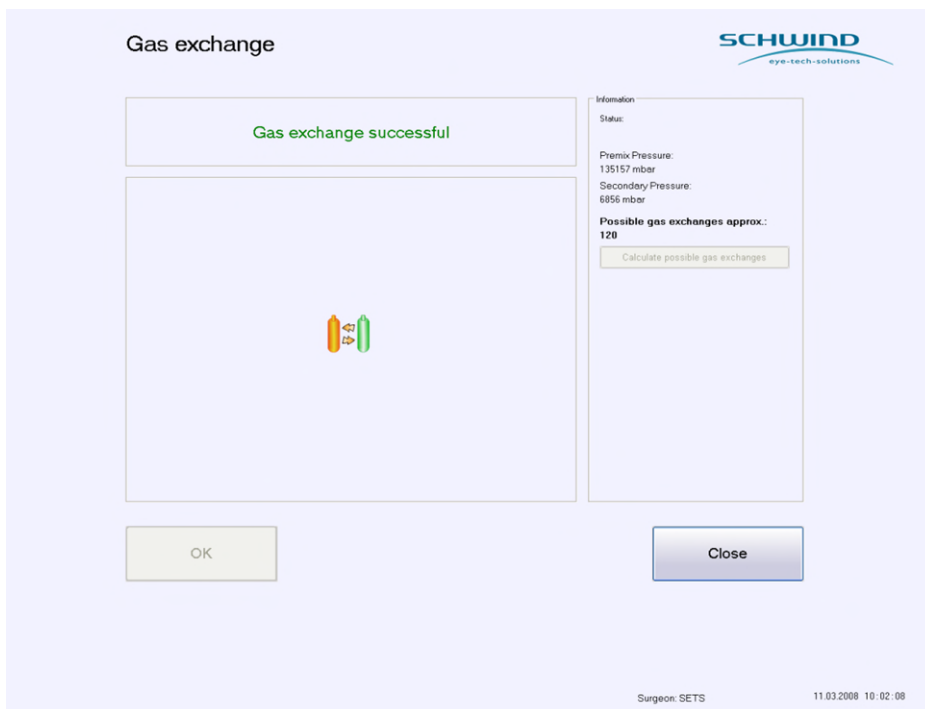 Gas exchange
SCHWIND
eye-tech-solutions
Gas exchange successful
Information
Status:
Premix Pressure:
135157 mbar
Secondary Pressure:
6856 mbar
Possible gas exchanges approx.:
120
Calculate possible gas exchanges
OK
Close
Surgeon: SETS
11.03.2008 10:02:08